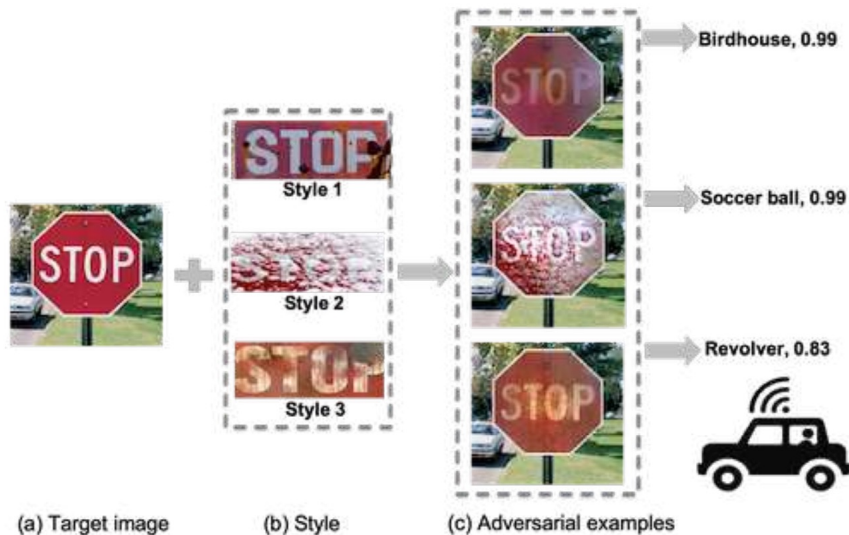 STOP
STOP
Style 1
STOP
Style 2
STOP
Style 3
STOP
Birdhouse, 0.99
STOP
Soccer ball, 0.99
STOP
Revolver, 0.83
(a) Target image
(b) Style
(c) Adversarial examples